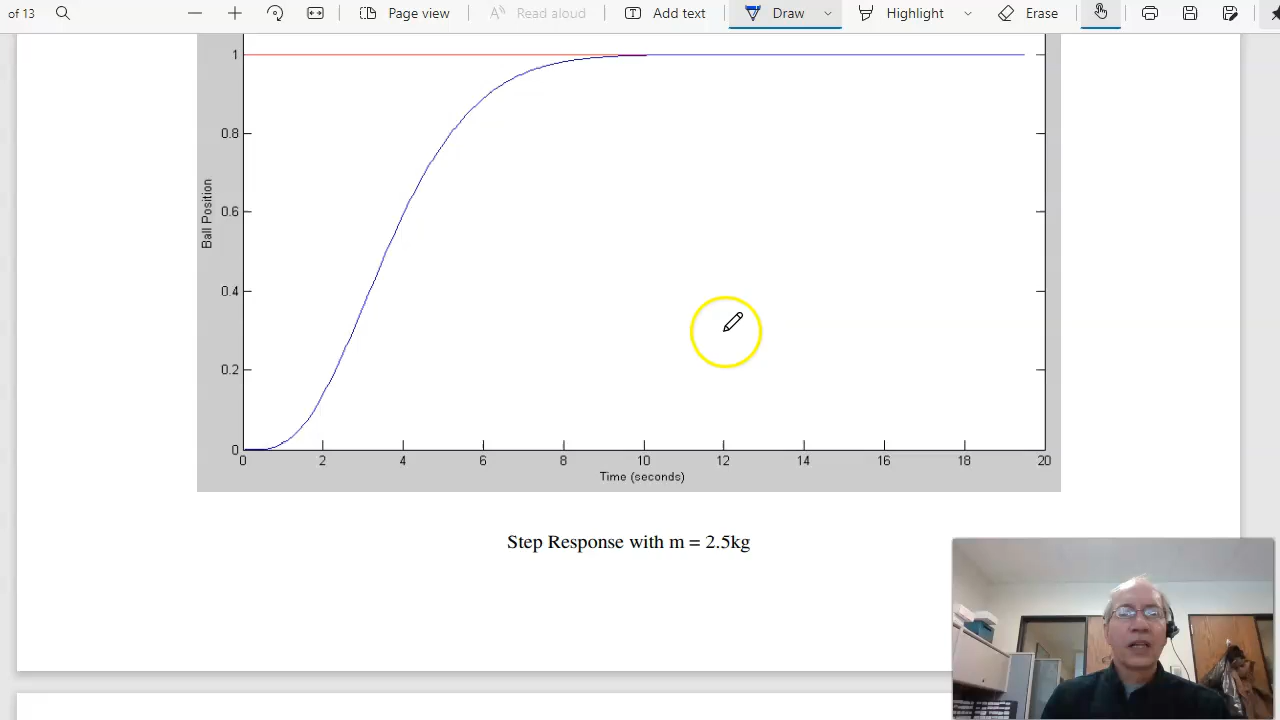 of 13 Page view Read aloud Add text Draw Highlight Erase
1
0.8
0.6
0.4
0.2
0
Ball Position
0 2 4 6 8 10 12 14 16 18 20
Time (seconds)
Step Response with m = 2.5kg